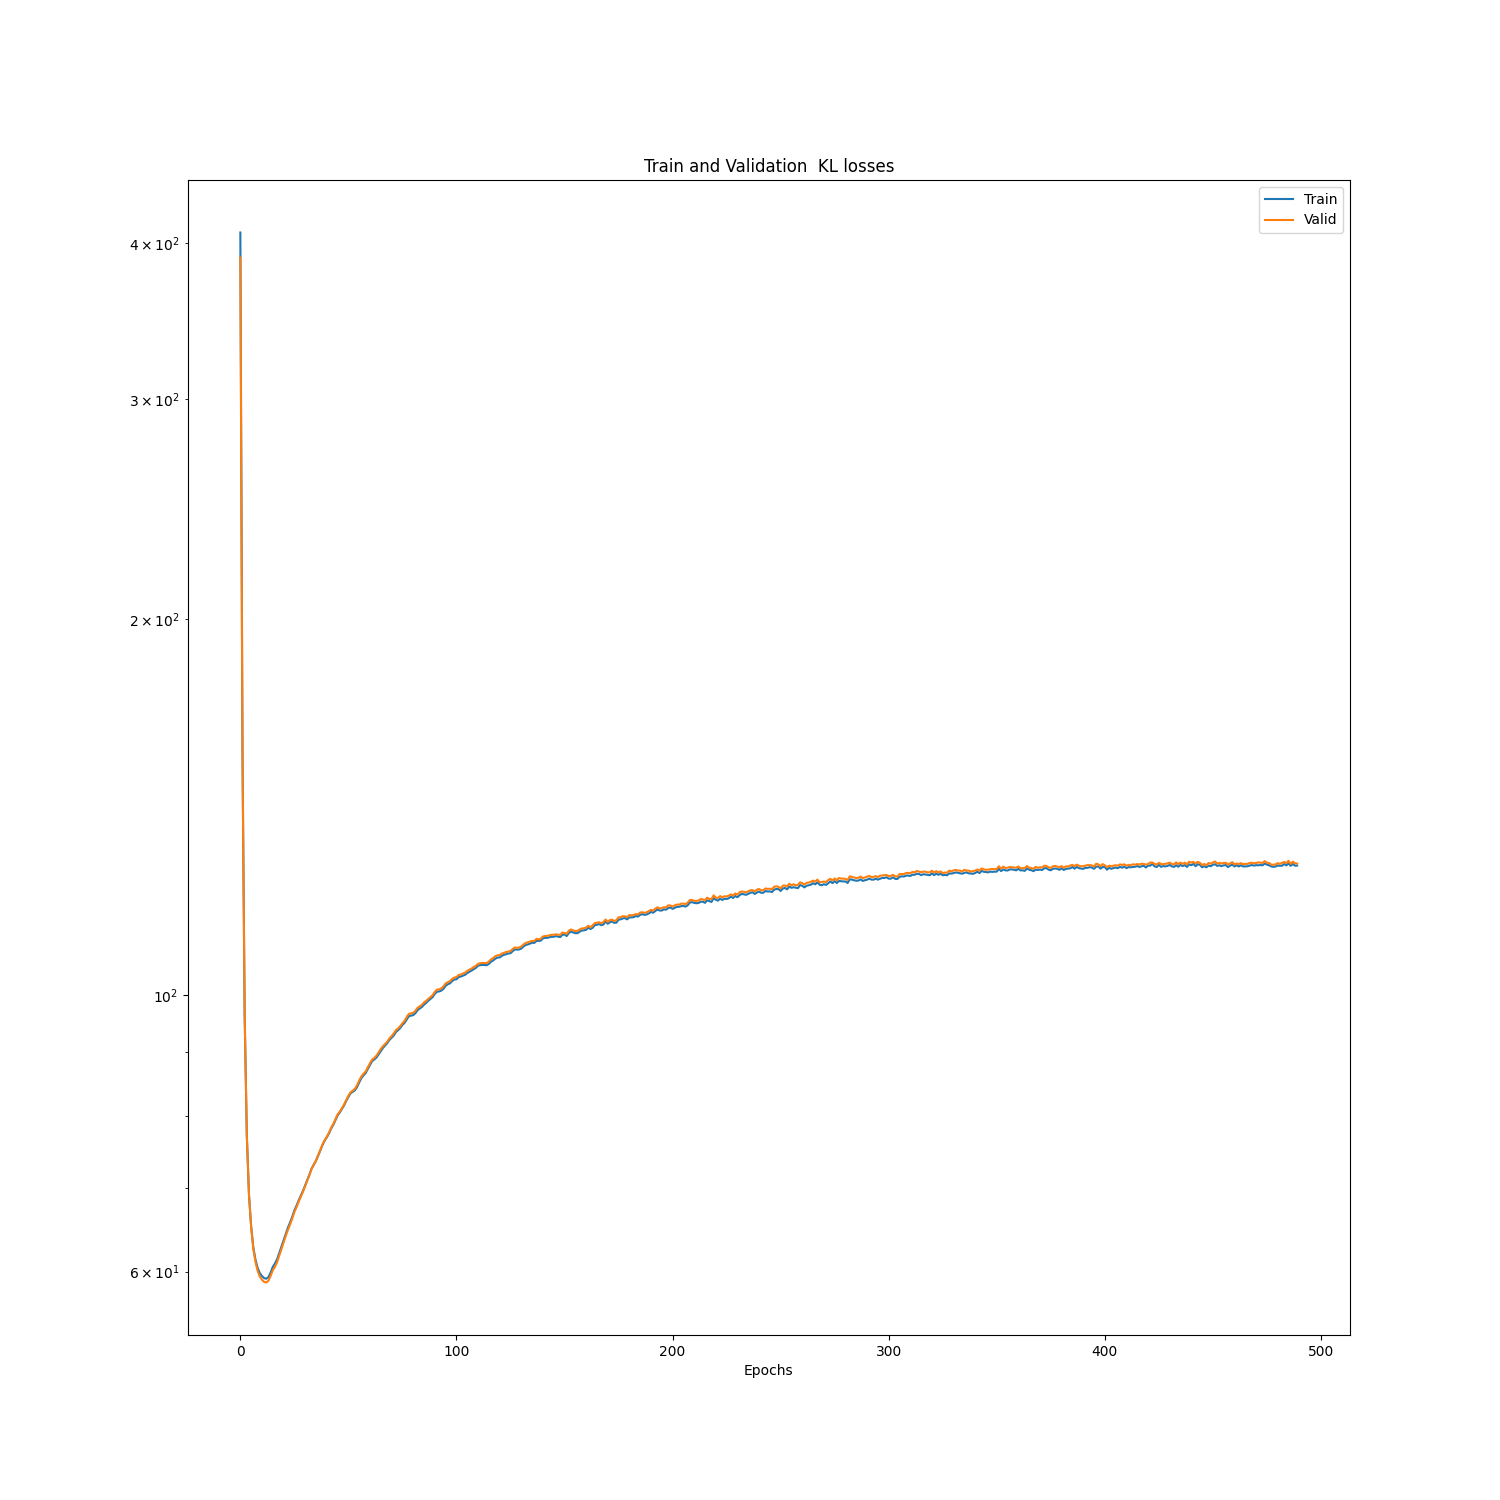 Train and Validation  KL losses
Train
Valid
4 × 10²
3 × 10²
2 × 10²
10²
6 × 10¹
0 100 200 300 400 500
Epochs